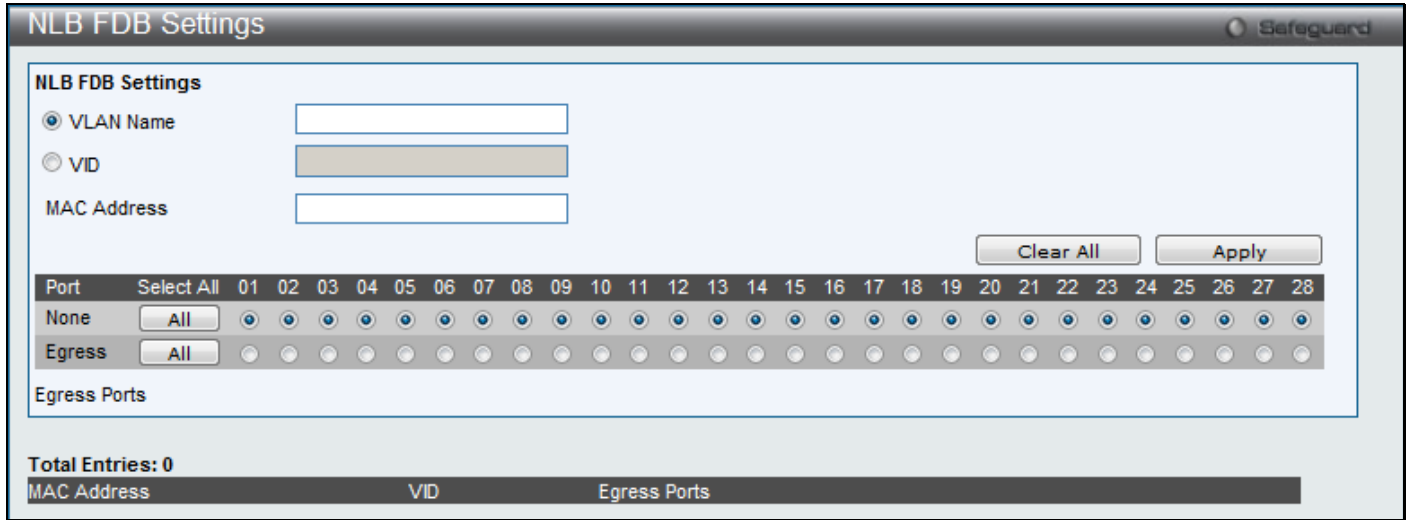 NLB FDB Settings
Safeguard
NLB FDB Settings
VLAN Name
VID
MAC Address
Clear All Apply
Port Select All 01 02 03 04 05 06 07 08 09 10 11 12 13 14 15 16 17 18 19 20 21 22 23 24 25 26 27 28
None All
Egress All
Egress Ports
Total Entries: 0
MAC Address VID Egress Ports